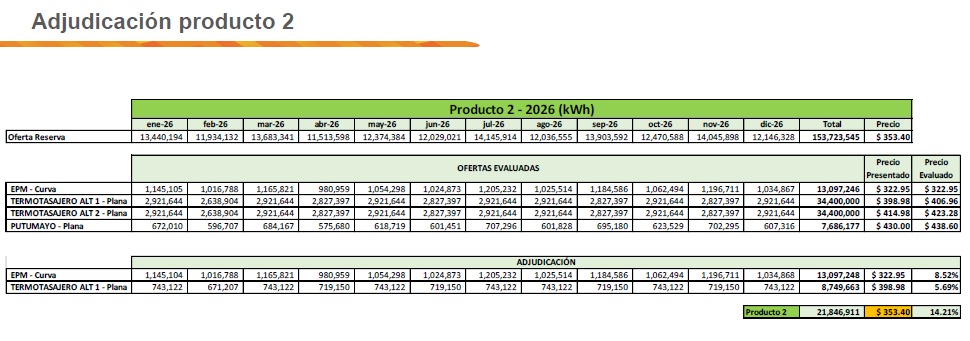 Adjudicación producto 2
Producto 2 - 2026 (kWh)
ene-26 feb-26 mar-26 abr-26 may-26 jun-26 jul-26 ago-26 sep-26 oct-26 nov-26 dic-26 Total Precio
Oferta Reserva 13,440,194 11,934,132 13,683,341 11,513,598 12,374,384 12,029,021 14,145,914 12,036,555 13,903,592 12,470,588 14,045,898 12,146,328 153,723,545 $ 353.40
OFERTAS EVALUADAS Precio Presentado Precio Evaluado
EPM - Curva 1,145,105 1,016,788 1,165,821 980,959 1,054,298 1,024,873 1,205,232 1,025,514 1,184,586 1,062,494 1,196,711 1,034,867 13,097,246 $ 322.95 $ 322.95
TERMOTASAJERO ALT 1 - Plana 2,921,644 2,638,904 2,921,644 2,827,397 2,921,644 2,827,397 2,921,644 2,921,644 2,827,397 2,921,644 2,827,397 2,921,644 34,400,000 $ 398.98 $ 406.96
TERMOTASAJERO ALT 2 - Plana 2,921,644 2,638,904 2,921,644 2,827,397 2,921,644 2,827,397 2,921,644 2,921,644 2,827,397 2,921,644 2,827,397 2,921,644 34,400,000 $ 414.98 $ 423.28
PUTUMAYO - Plana 672,010 596,707 684,167 575,680 618,719 601,451 707,296 601,828 695,180 623,529 702,295 607,316 7,686,177 $ 430.00 $ 438.60
ADJUDICACIÓN
EPM - Curva 1,145,104 1,016,788 1,165,821 980,959 1,054,298 1,024,873 1,205,232 1,025,514 1,184,586 1,062,494 1,196,711 1,034,868 13,097,248 $ 322.95 8.52%
TERMOTASAJERO ALT 1 - Plana 743,122 671,207 743,122 719,150 743,122 719,150 743,122 743,122 719,150 743,122 719,150 743,122 8,749,663 $ 398.98 5.69%
Producto 2 21,846,911 $ 353.40 14.21%